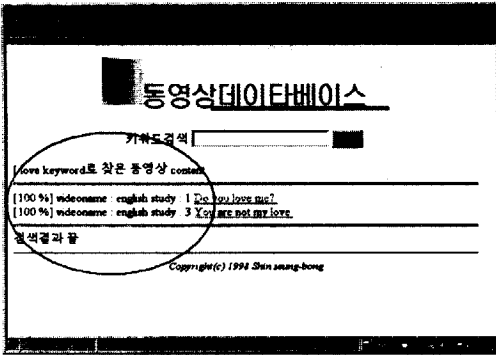 동영상데이타베이스
키워드검색
[ love keyword로 찾은 동영상 content
[100 %] videoname : english study : 1 Do you love me?
[100 %] videoname : english study : 3 You are not my love
검색결과 끝
Copyright(c) 1998 Shin seung-bong